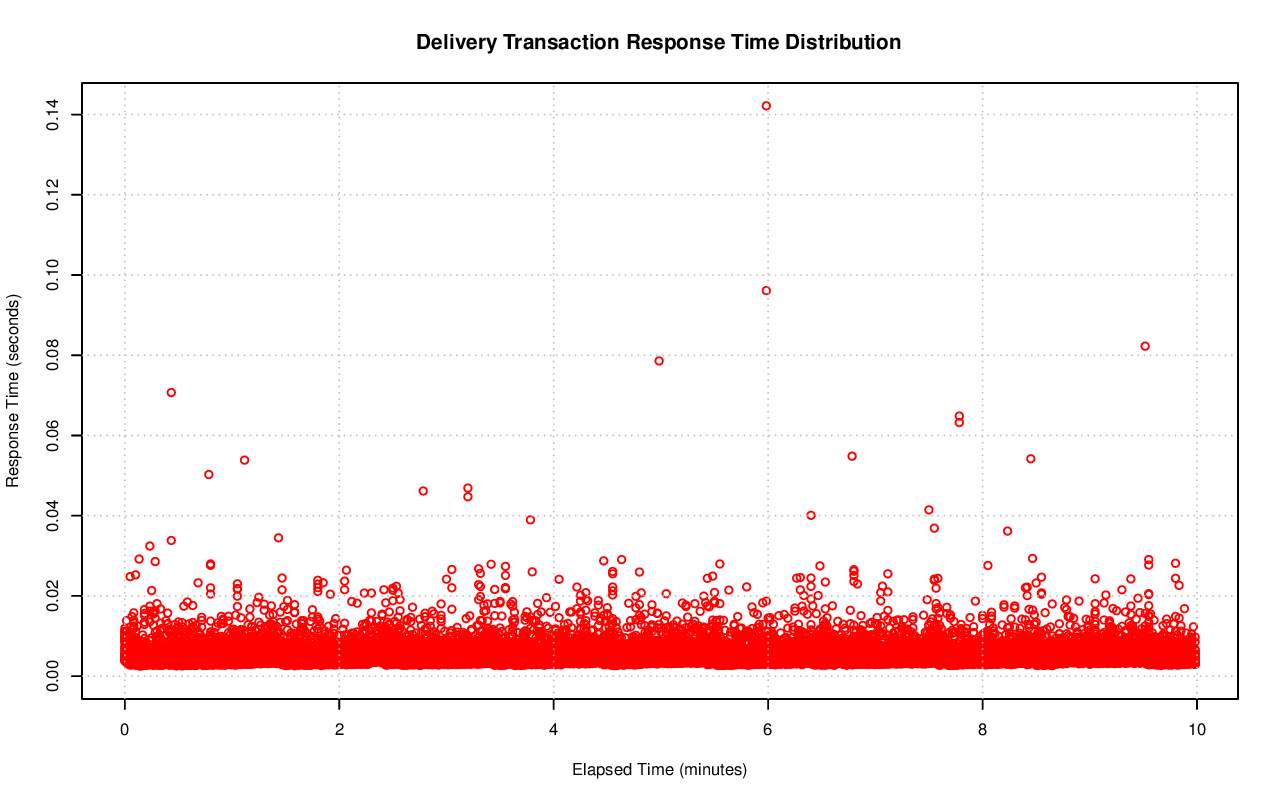 Delivery Transaction Response Time Distribution
0.14
0.12
0.10
0.08
0.06
0.04
0.02
0.00
Response Time (seconds)
0 2 4 6 8 10
Elapsed Time (minutes)